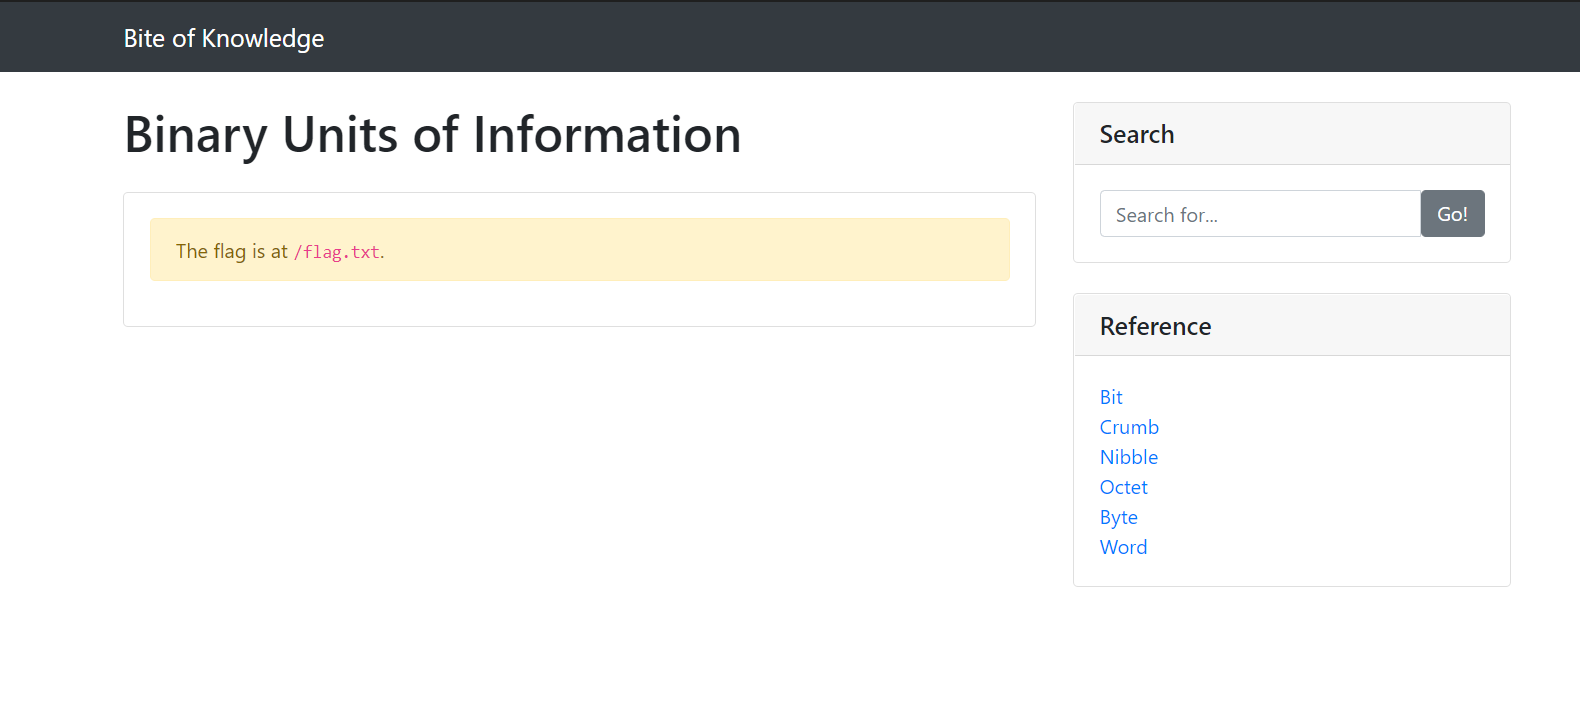 Bite of Knowledge
Binary Units of Information
The flag is at /flag.txt.
Search
Search for...
Go!
Reference
Bit
Crumb
Nibble
Octet
Byte
Word